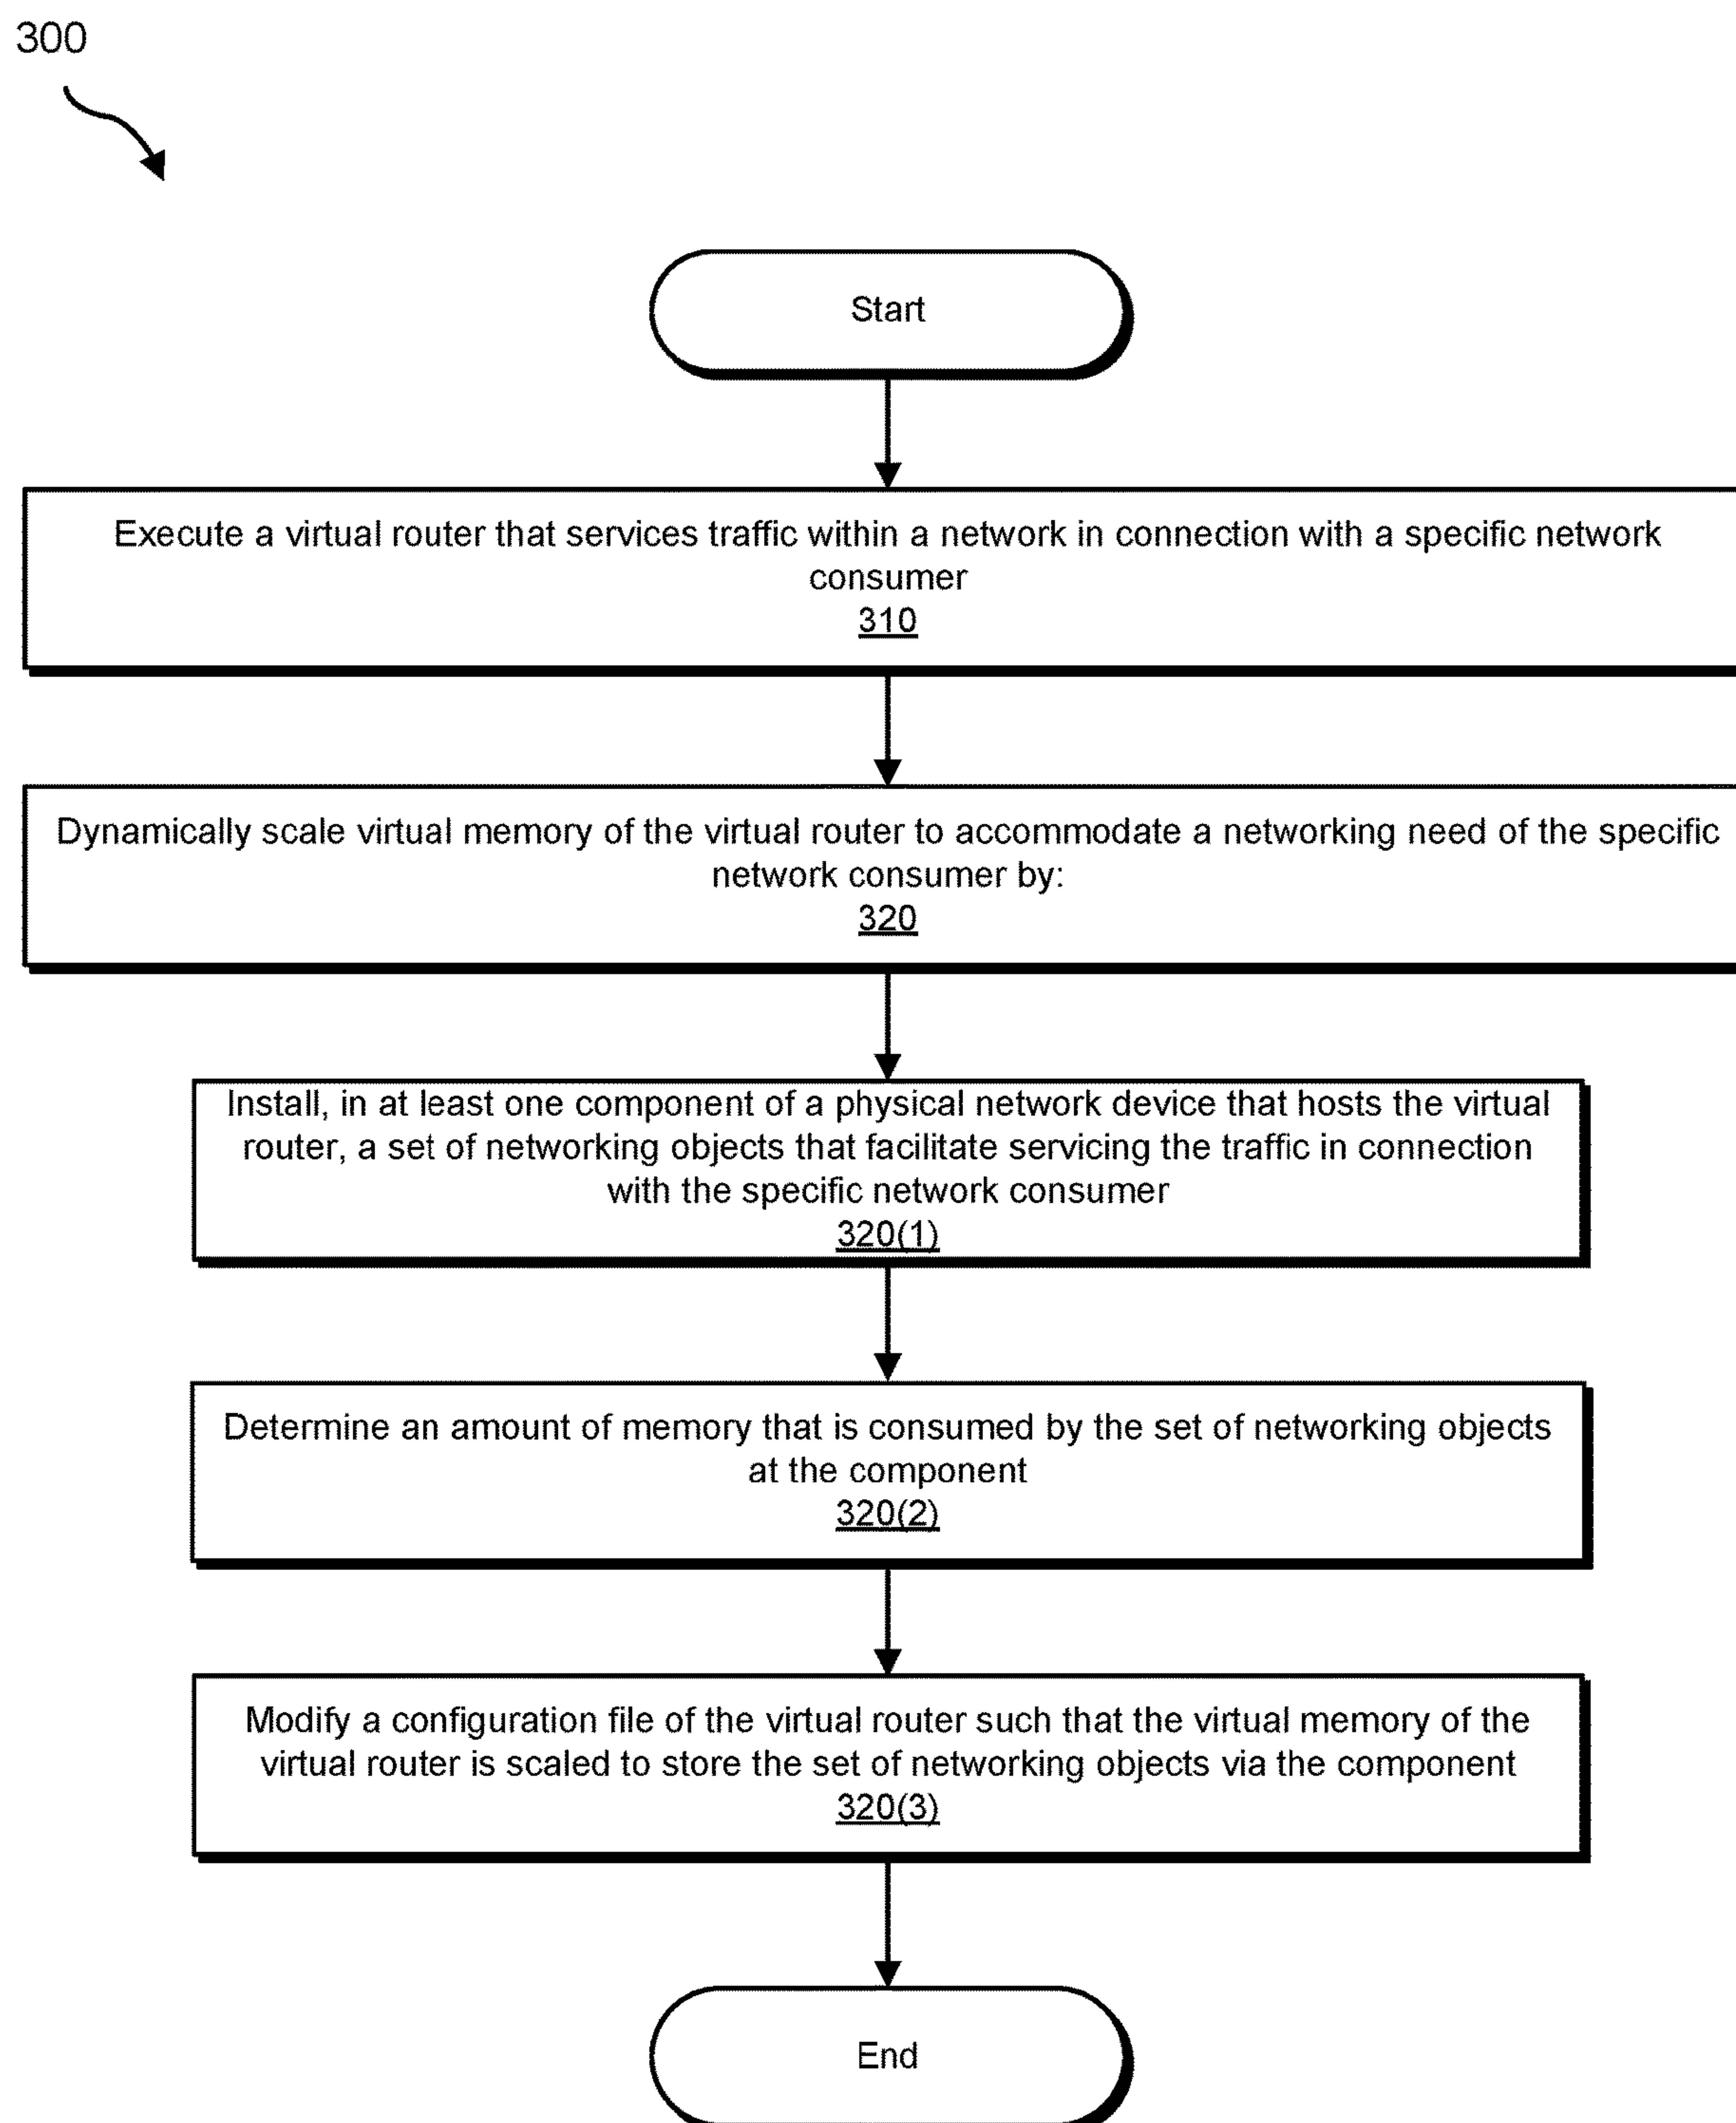 300
Start
Execute a virtual router that services traffic within a network in connection with a specific network
consumer
310
Dynamically scale virtual memory of the virtual router to accommodate a networking need of the specific
network consumer by:
320
Install, in at least one component of a physical network device that hosts the virtual
router, a set of networking objects that facilitate servicing the traffic in connection
with the specific network consumer
320(1)
Determine an amount of memory that is consumed by the set of networking objects
at the component
320(2)
Modify a configuration file of the virtual router such that the virtual memory of the
virtual router is scaled to store the set of networking objects via the component
320(3)
End